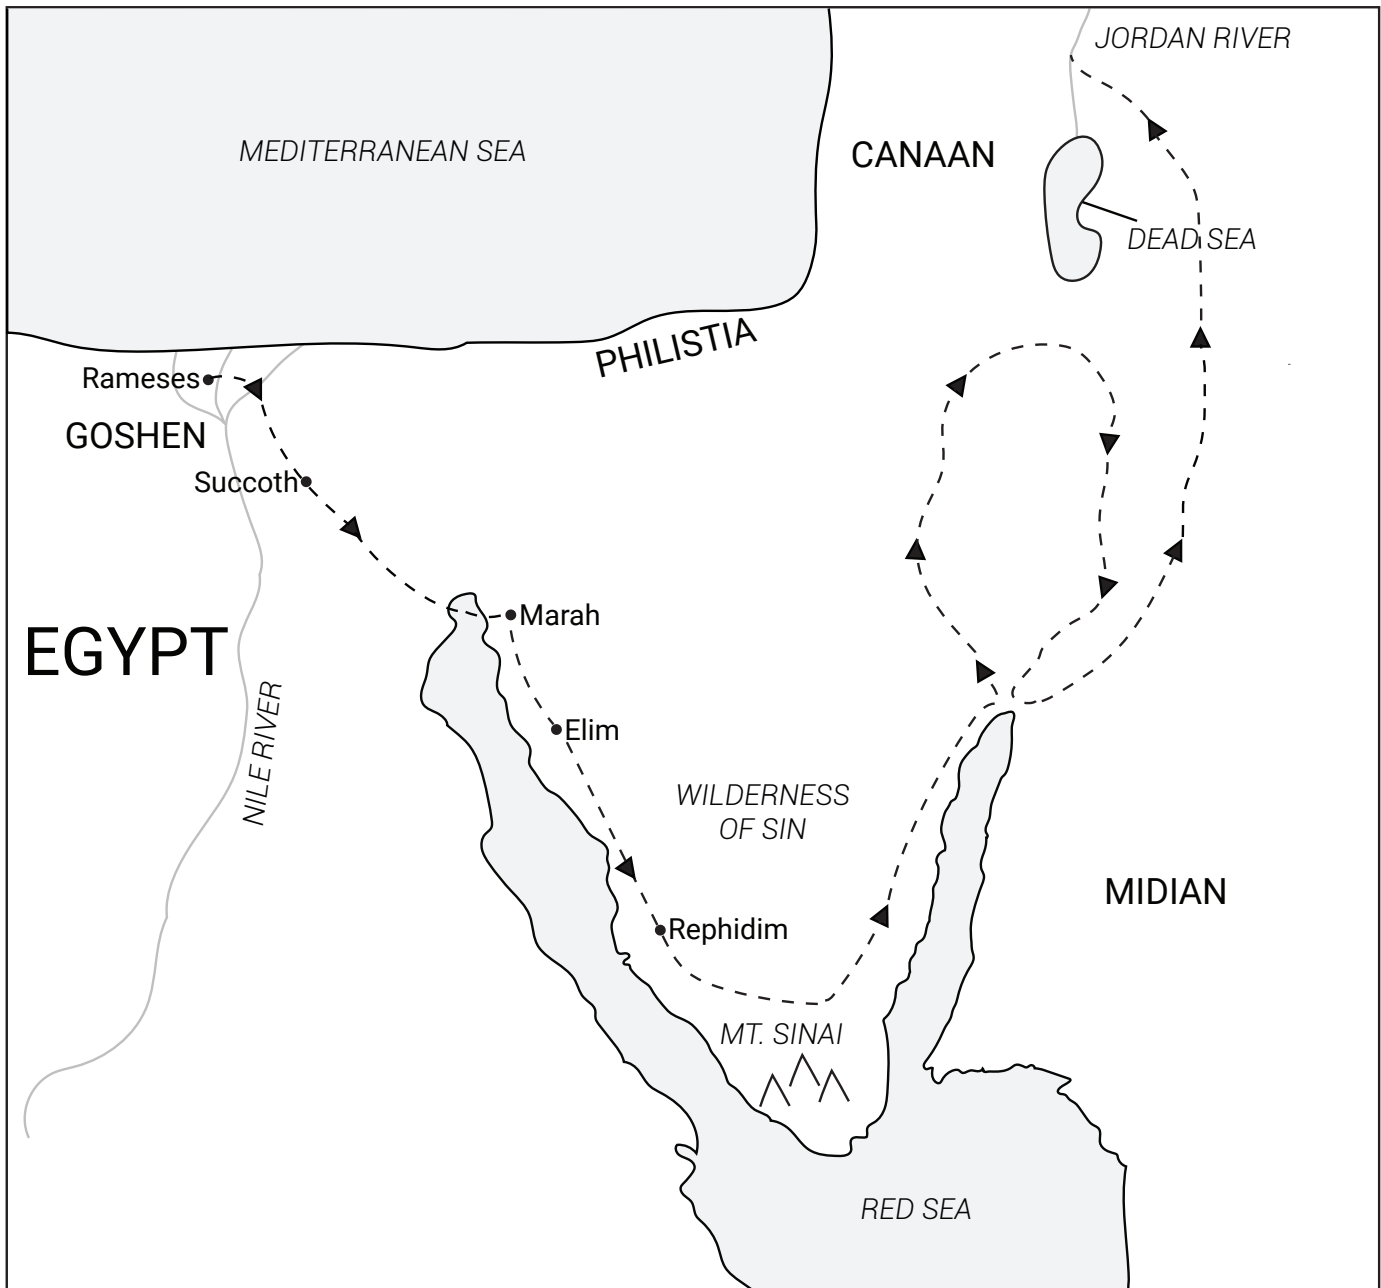 JORDAN RIVER
MEDITERRANEAN SEA
CANAAN
DEAD SEA
PHILISTIA
Rameses
GOSHEN
Succoth
Marah
EGYPT
NILE RIVER
Elim
WILDERNESS
OF SIN
MIDIAN
Rephidim
MT. SINAI
RED SEA